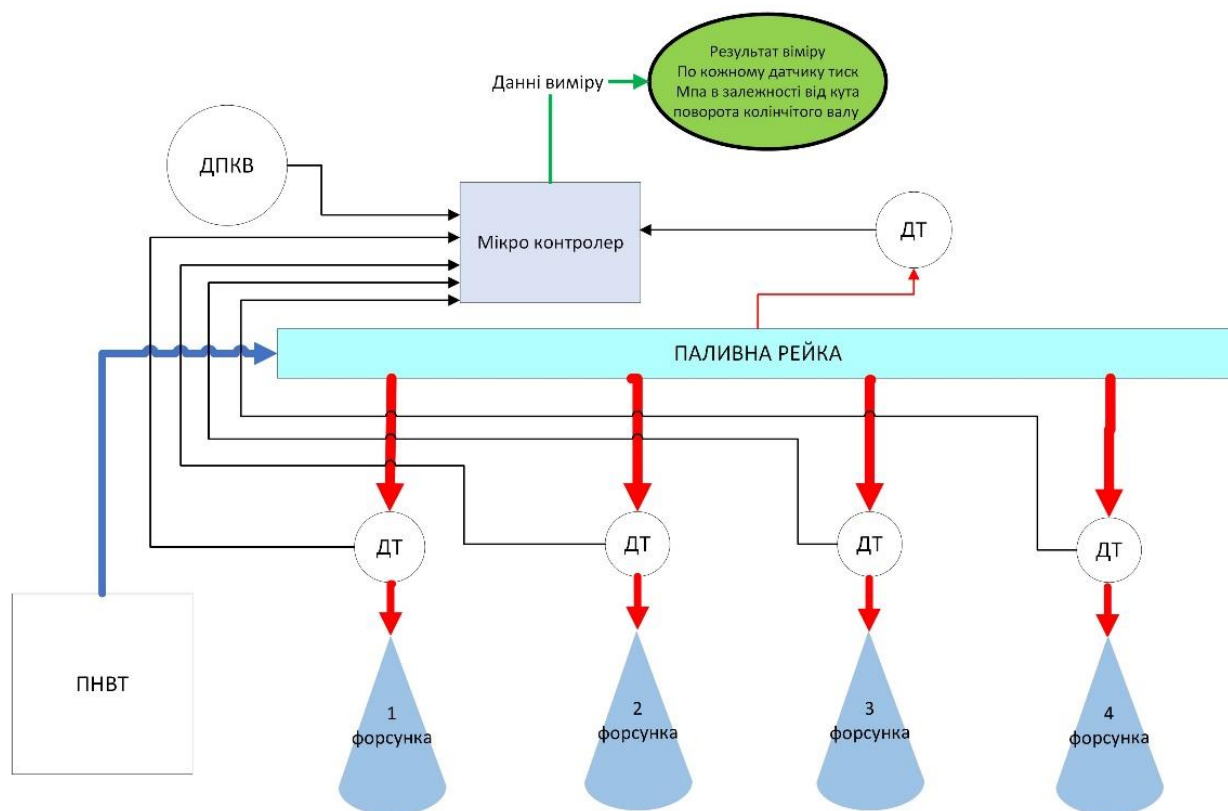 Результат віміру
По кожному датчику тиск
Мпа в залежності від кута
поворота колінчітого валу
Данні виміру
ДПКВ
Мікро контролер
ДТ
ПАЛИВНА РЕЙКА
ДТ
ДТ
ДТ
ДТ
ПНВТ
1
форсунка
2
форсунка
3
форсунка
4
форсунка